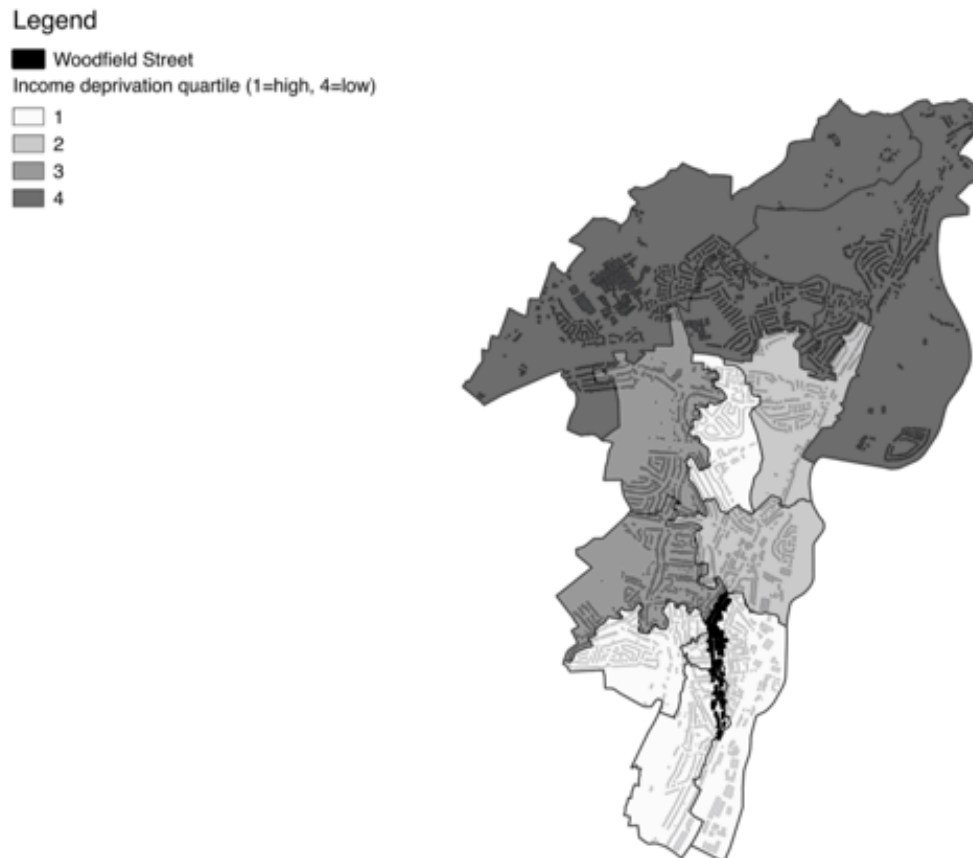 Legend
Woodfield Street
Income deprivation quartile (1=high, 4=low)
1
2
3
4